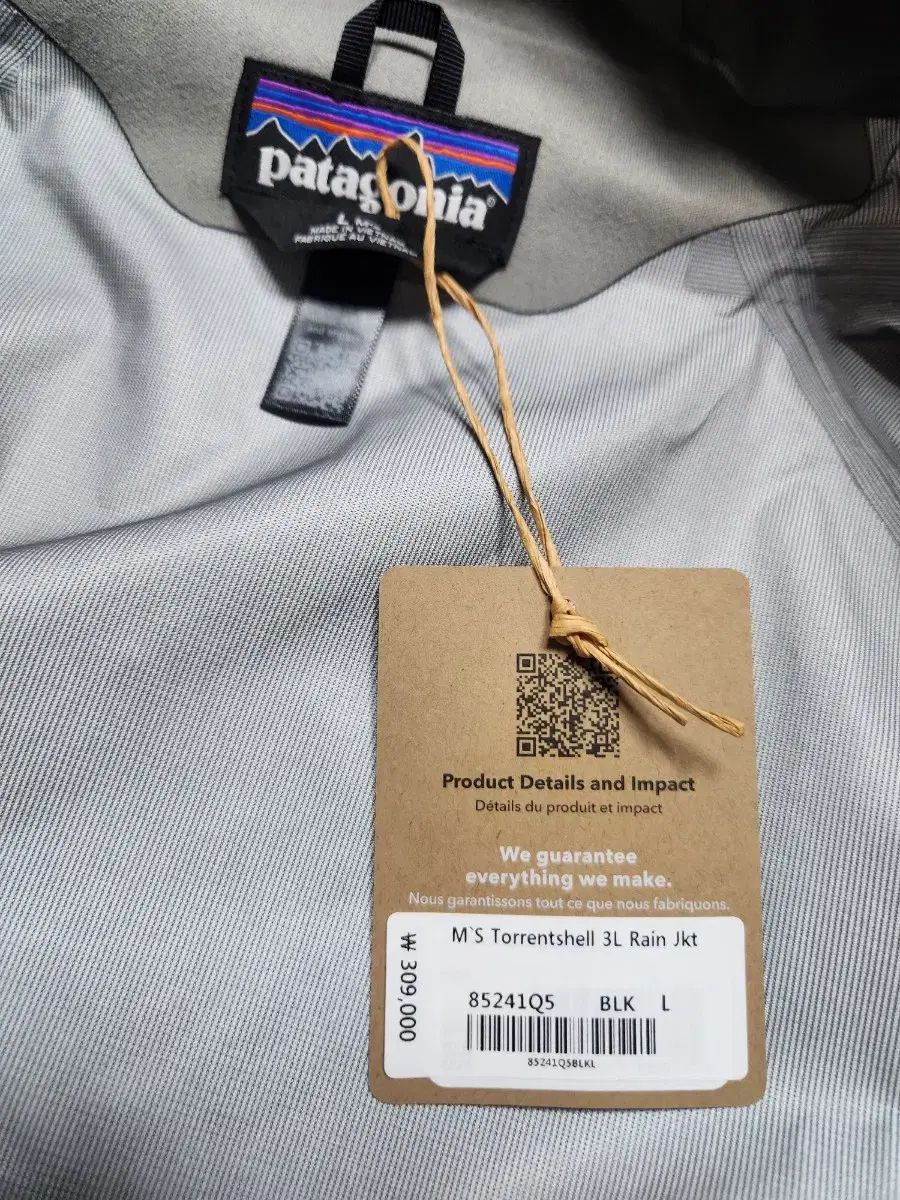 patagonia®
MADE IN VIETNAM
FABRIQUE AU VIETNAM
Product Details and Impact
Détails du produit et impact
We guarantee
everything we make.
Nous garantissons tout ce que nous fabriquons.
₩ 309,000
M`S Torrentshell 3L Rain Jkt
85241Q5 BLK L
85241Q5BLKL